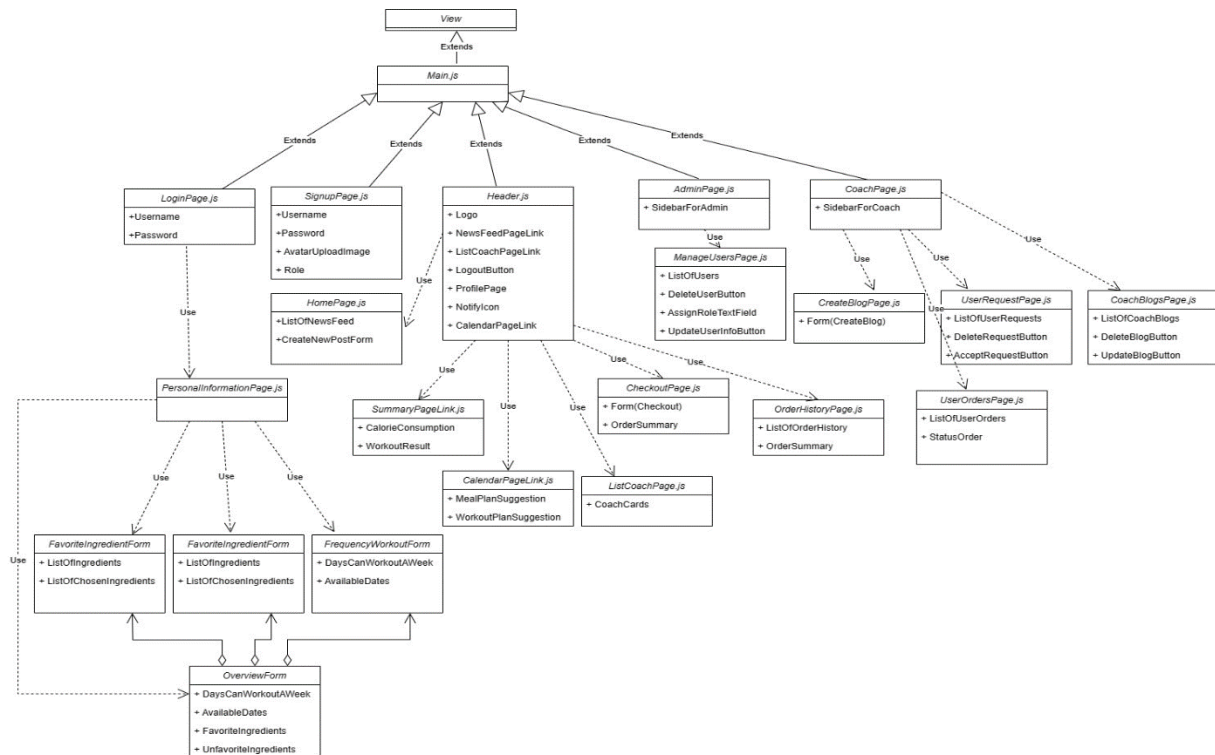 View
Extends
Main.js
Extends
Extends
Extends
Extends
Extends
LoginPage.js
+Username
+Password
SignupPage.js
+Username
+Password
+ AvatarUploadImage
+ Role
Header.js
+ Logo
+ NewsFeedPageLink
+ ListCoachPageLink
+ LogoutButton
+ ProfilePage
+ NotifyIcon
+ CalendarPageLink
AdminPage.js
+ SidebarForAdmin
CoachPage.js
+ SidebarForCoach
Use
Use
Use
Use
Use
Use
Use
ManageUsersPage.js
+ ListOfUsers
+ DeleteUserButton
+ AssignRoleTextField
+ UpdateUserInfoButton
HomePage.js
+ListOfNewsFeed
+ CreateNewPostForm
CreateBlogPage.js
+ Form(CreateBlog)
UserRequestPage.js
+ ListOfUserRequests
+ DeleteRequestButton
+ AcceptRequestButton
CoachBlogsPage.js
+ ListOfCoachBlogs
+ DeleteBlogButton
+ UpdateBlogButton
Use
Use
Use
Use
Use
PersonalInformationPage.js
SummaryPageLink.js
+ CalorieConsumption
+ WorkoutResult
CheckoutPage.js
+ Form(Checkout)
+ OrderSummary
OrderHistoryPage.js
+ ListOfOrderHistory
+ OrderSummary
UserOrdersPage.js
+ ListOfUserOrders
+ StatusOrder
Use
Use
Use
CalendarPageLink.js
+ MealPlanSuggestion
+ WorkoutPlanSuggestion
ListCoachPage.js
+ CoachCards
Use
FavoriteIngredientForm
+ ListOfIngredients
+ ListOfChosenIngredients
FavoriteIngredientForm
+ ListOfIngredients
+ ListOfChosenIngredients
FrequencyWorkoutForm
+ DaysCanWorkoutAWeek
+ AvailableDates
OverviewForm
+ DaysCanWorkoutAWeek
+ AvailableDates
+ FavoriteIngredients
+ UnfavoriteIngredients